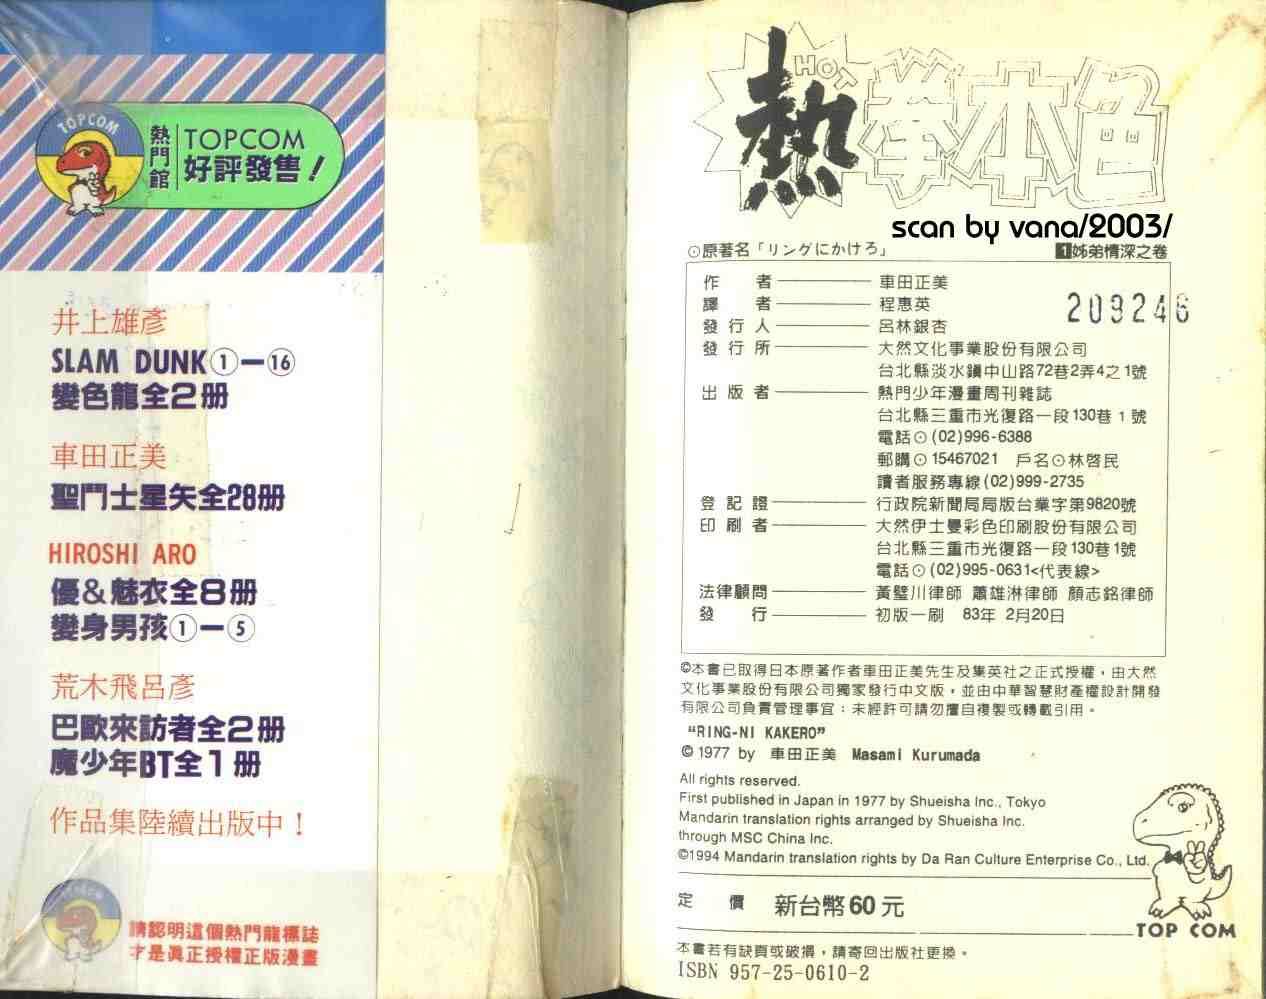 TOPCOM
熱門館
TOPCOM
好評發售！
井上雄彥
SLAM DUNK①—⑯
變色龍全2册
車田正美
聖鬥士星矢全28册
HIROSHI ARO
優&魅衣全8册
變身男孩①—⑤
荒木飛呂彥
巴歐來訪者全2册
魔少年BT全1册
作品集陸續出版中！
請認明這個熱門龍標誌
才是真正授權正版漫畫
HOT
熱拳本色
scan by vana/2003/
⊙原著名「リングにかけろ」
1姊弟情深之卷
作者——車田正美
譯者——程惠英
209246
發行人——呂林銀杏
發行所——大然文化事業股份有限公司
台北縣淡水鎮中山路72巷2弄4之1號
出版者——熱門少年漫畫周刊雜誌
台北縣三重市光復路一段130巷1號
電話⊙(02)996-6388
郵購⊙15467021 戶名⊙林啓民
讀者服務專線(02)999-2735
登記證——行政院新聞局局版台業字第9820號
印刷者——大然伊士曼彩色印刷股份有限公司
台北縣三重市光復路一段130巷1號
電話⊙(02)995-0631<代表線>
法律顧問——黃璧川律師 蕭雄淋律師 顏志銘律師
發行——初版一刷 83年2月20日
©本書已取得日本原著作者車田正美先生及集英社之正式授權，由大然
文化事業股份有限公司獨家發行中文版，並由中華智慧財產權設計開發
有限公司負責管理事宜：未經許可請勿擅自複製或轉載引用。
"RING-NI KAKERO"
©1977 by 車田正美 Masami Kurumada
All rights reserved.
First published in Japan in 1977 by Shueisha Inc., Tokyo
Mandarin translation rights arranged by Shueisha Inc.
through MSC China Inc.
©1994 Mandarin translation rights by Da Ran Culture Enterprise Co., Ltd.
定價 新台幣60元
TOP COM
本書若有缺頁或破損，請寄回出版社更換。
ISBN 957-25-0610-2